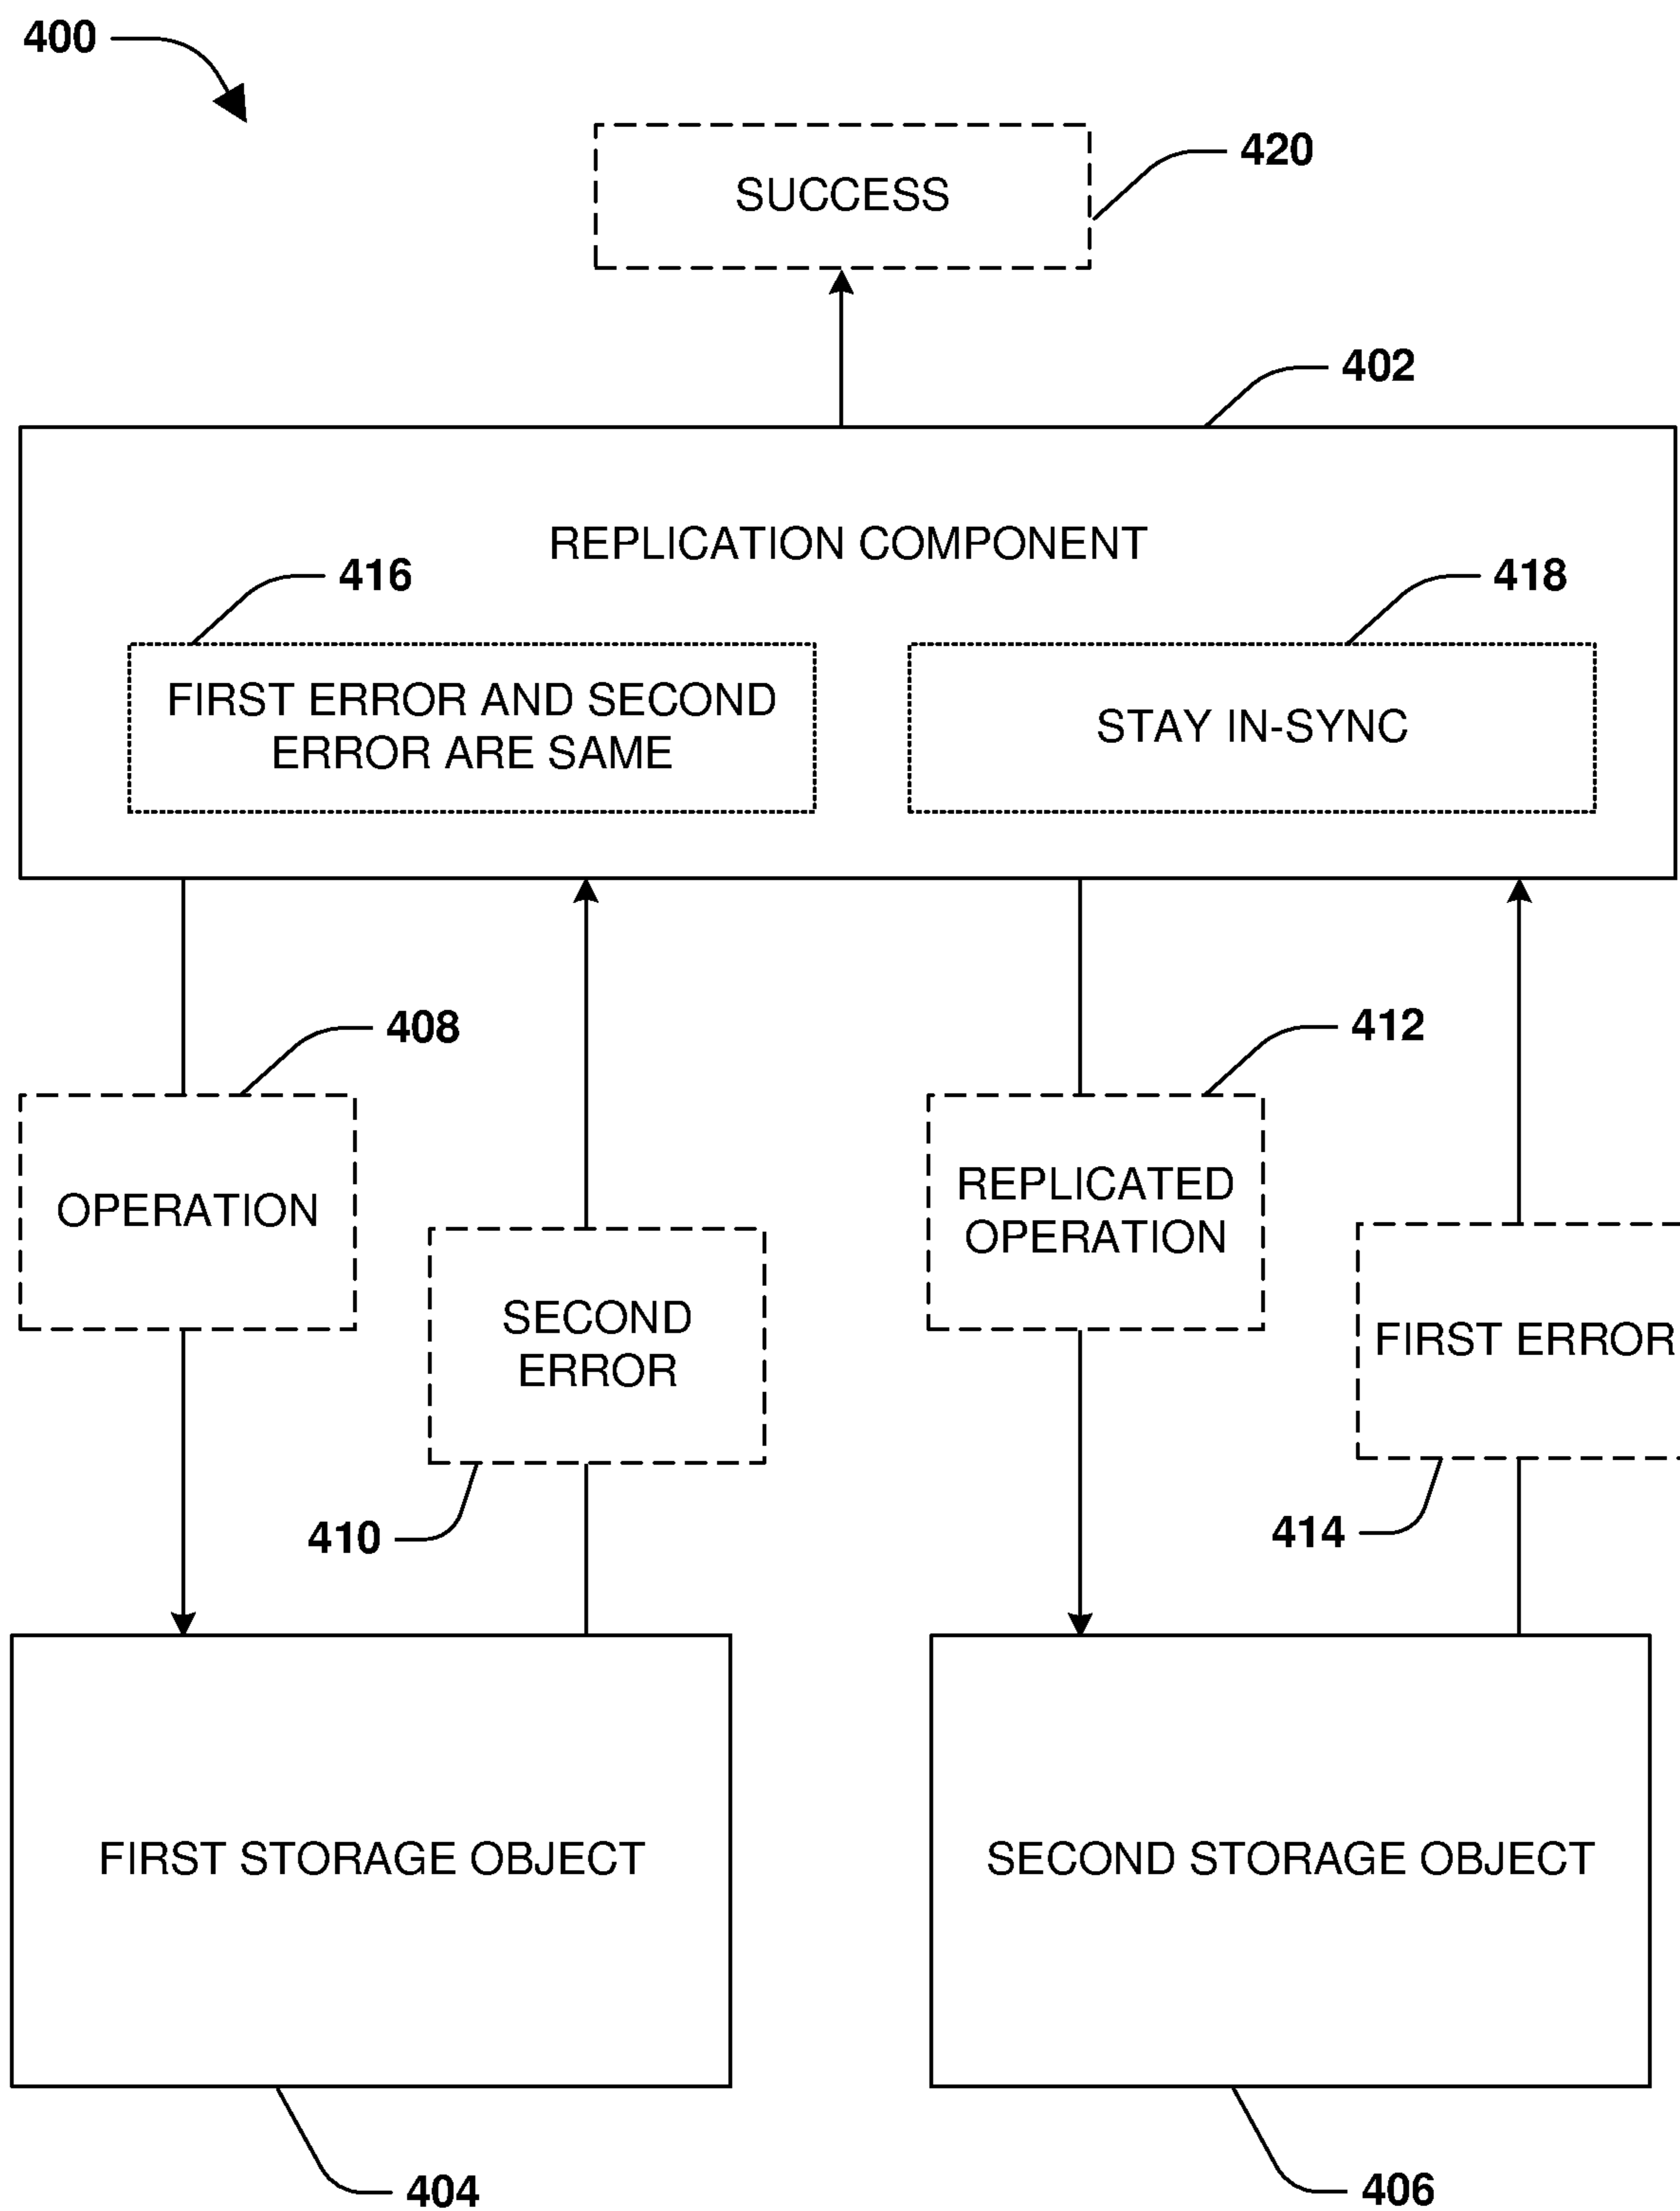 400
420
SUCCESS
402
REPLICATION COMPONENT
416
418
FIRST ERROR AND SECOND
ERROR ARE SAME
STAY IN-SYNC
408
412
OPERATION
REPLICATED
OPERATION
SECOND
ERROR
FIRST ERROR
410
414
FIRST STORAGE OBJECT
SECOND STORAGE OBJECT
404
406